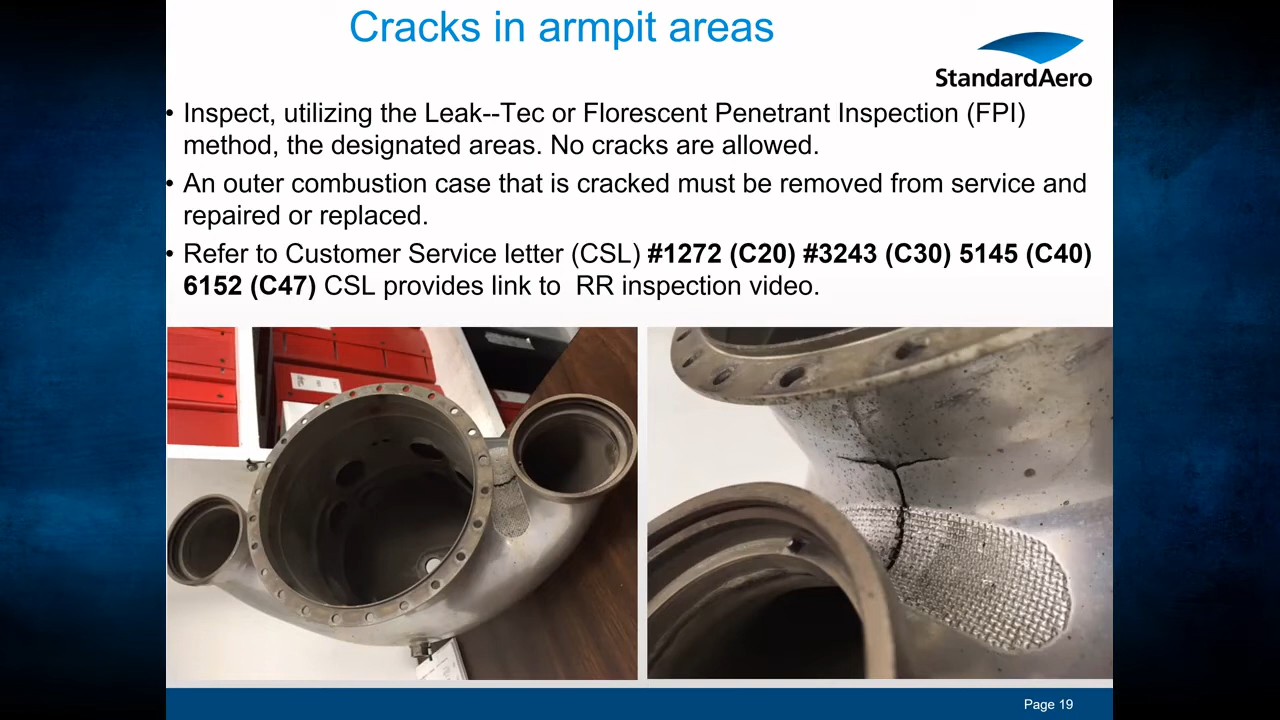 Cracks in armpit areas
StandardAero
• Inspect, utilizing the Leak--Tec or Florescent Penetrant Inspection (FPI)
method, the designated areas. No cracks are allowed.
• An outer combustion case that is cracked must be removed from service and
repaired or replaced.
• Refer to Customer Service letter (CSL) #1272 (C20) #3243 (C30) 5145 (C40)
6152 (C47) CSL provides link to RR inspection video.
Page 19